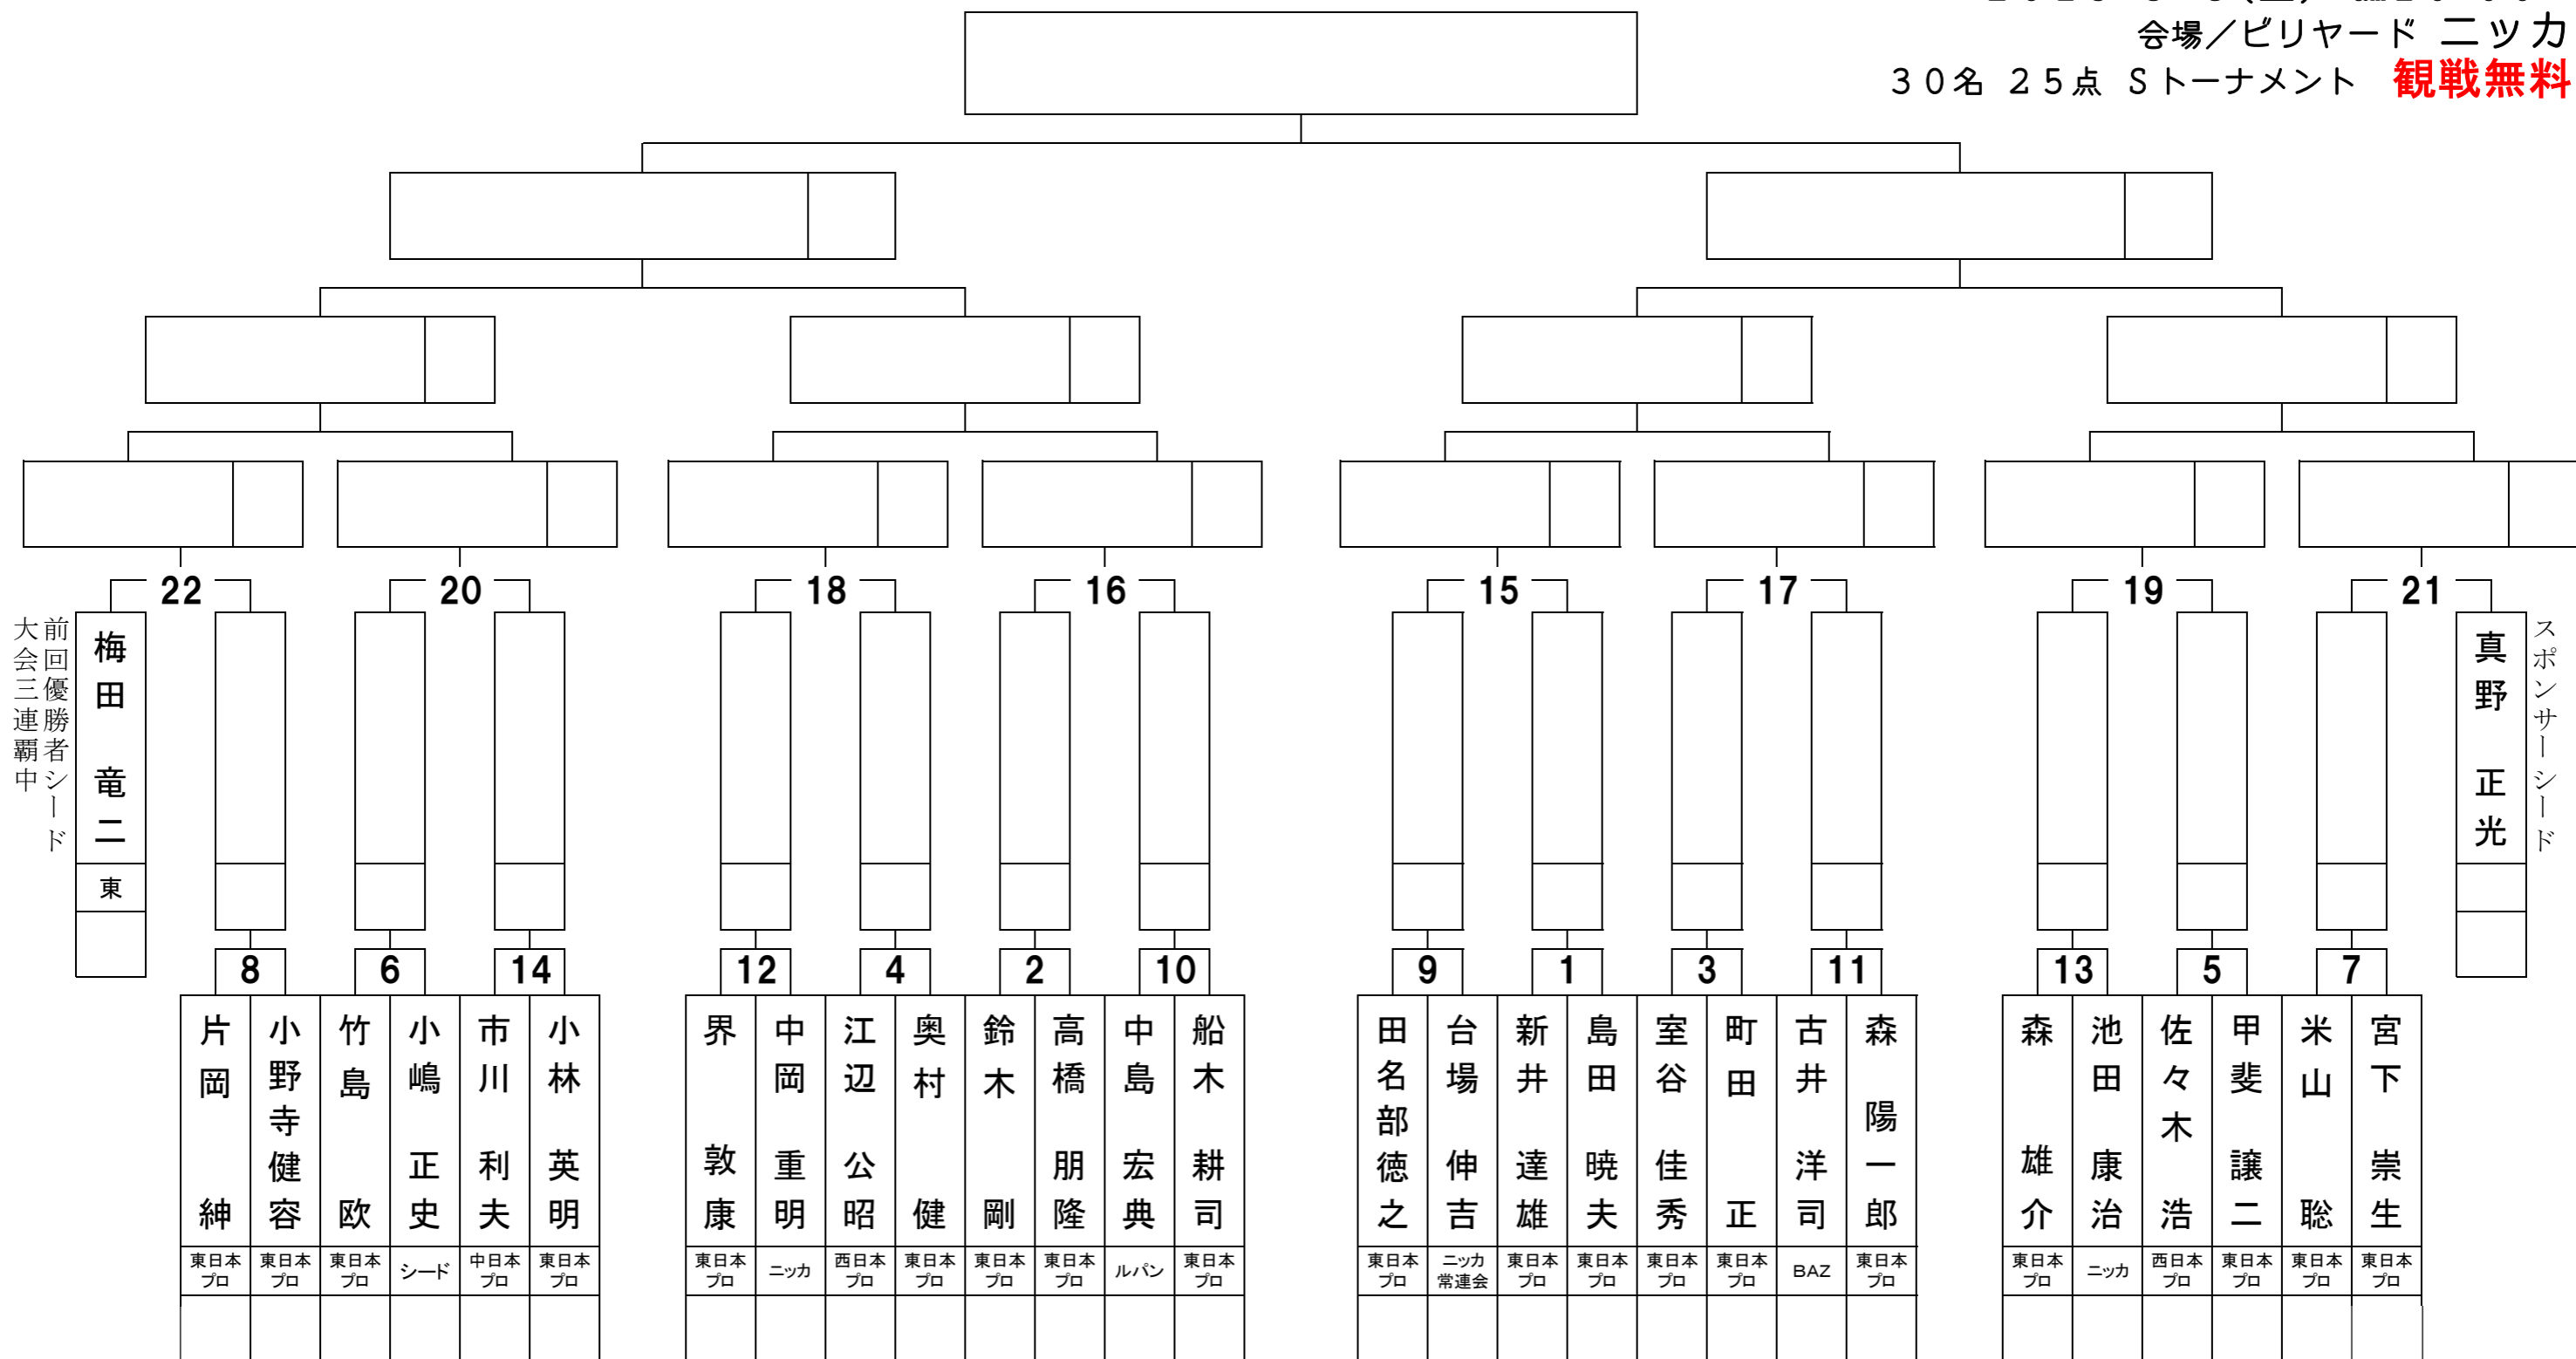 会場／ビリヤード ニッカ
３０名 ２５点 Ｓトーナメント 観戦無料
22
20
18
16
15
17
19
21
前回優勝者シード
大会三連覇中
梅田 竜二
東
真野 正光
スポンサーシード
8
6
14
12
4
2
10
9
1
3
11
13
5
7
片岡 紳
小野寺健容
竹島 欧
小嶋 正史
市川 利夫
小林 英明
界 敦康
中岡 重明
江辺 公昭
奥村 健
鈴木 剛
高橋 朋隆
中島 宏典
船木 耕司
田名部徳之
台場 伸吉
新井 達雄
島田 暁夫
室谷 佳秀
町田 正
古井 洋司
森 陽一郎
森 雄介
池田 康治
佐々木 浩
甲斐 譲二
米山 聡
宮下 崇生
東日本プロ
東日本プロ
東日本プロ
シード
中日本プロ
東日本プロ
東日本プロ
ニッカ
西日本プロ
東日本プロ
東日本プロ
東日本プロ
ルパン
東日本プロ
東日本プロ
ニッカ常連会
東日本プロ
東日本プロ
東日本プロ
東日本プロ
BAZ
東日本プロ
東日本プロ
ニッカ
西日本プロ
東日本プロ
東日本プロ
東日本プロ